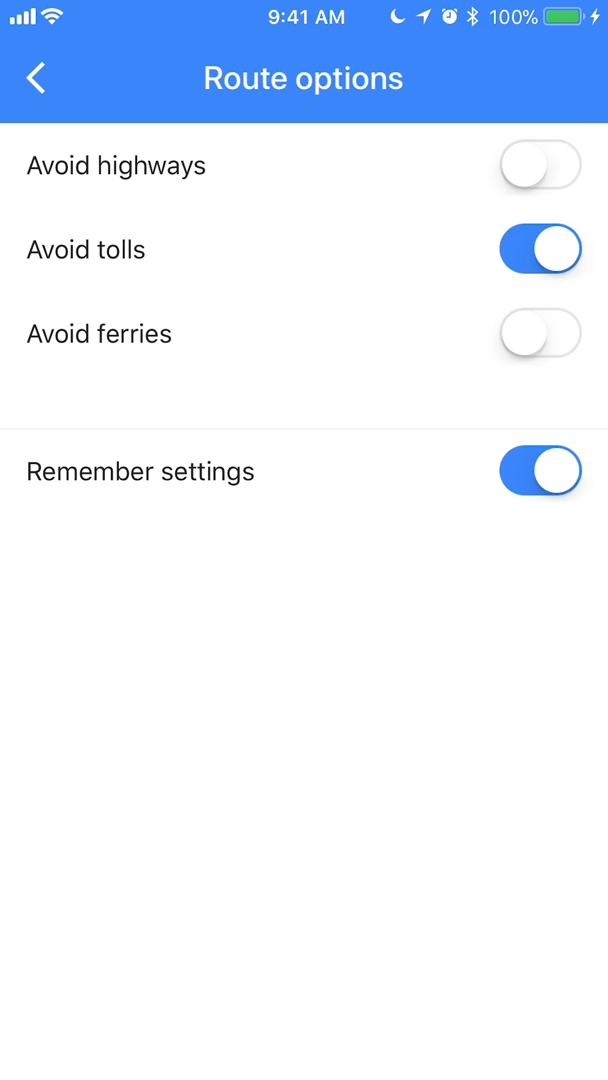 9:41 AM 100%
Route options
Avoid highways
Avoid tolls
Avoid ferries
Remember settings